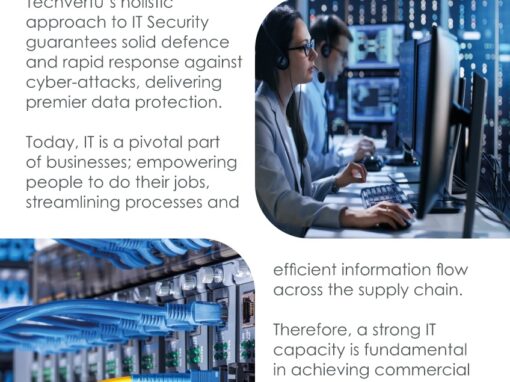 Techvertu's holistic
approach to IT Security
guarantees solid defence
and rapid response against
cyber-attacks, delivering
premier data protection.
Today, IT is a pivotal part
of businesses; empowering
people to do their jobs,
streamlining processes and
efficient information flow
across the supply chain.
Therefore, a strong IT
capacity is fundamental
in achieving commercial